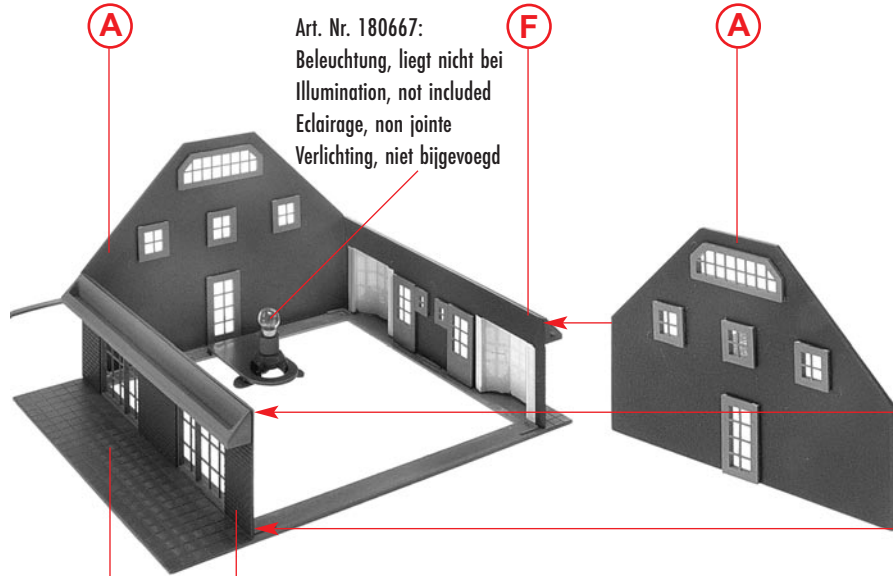 A
F
A
Art. Nr. 180667:
Beleuchtung, liegt nicht bei
Illumination, not included
Eclairage, non jointe
Verlichting, niet bijgevoegd